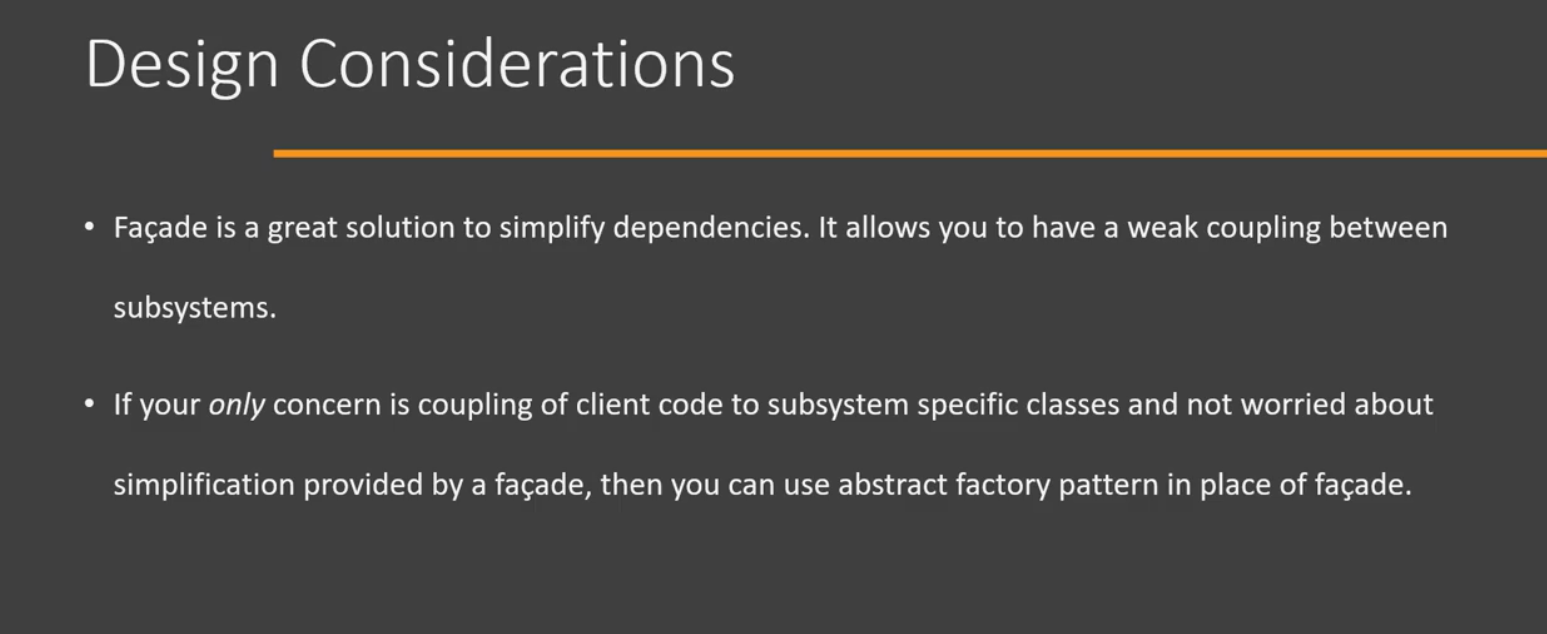 Design Considerations
• Façade is a great solution to simplify dependencies. It allows you to have a weak coupling between
subsystems.
• If your only concern is coupling of client code to subsystem specific classes and not worried about
simplification provided by a façade, then you can use abstract factory pattern in place of façade.